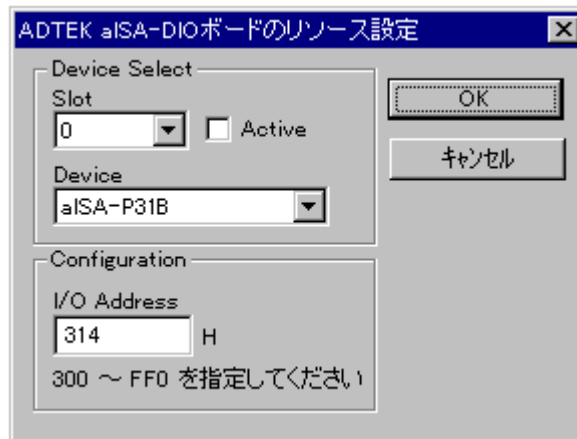 ADTEK aISA-DIOボードのリソース設定
Device Select
Slot
0
Active
Device
aISA-P31B
OK
キャンセル
Configuration
I/O Address
314 H
300 ～ FF0 を指定してください